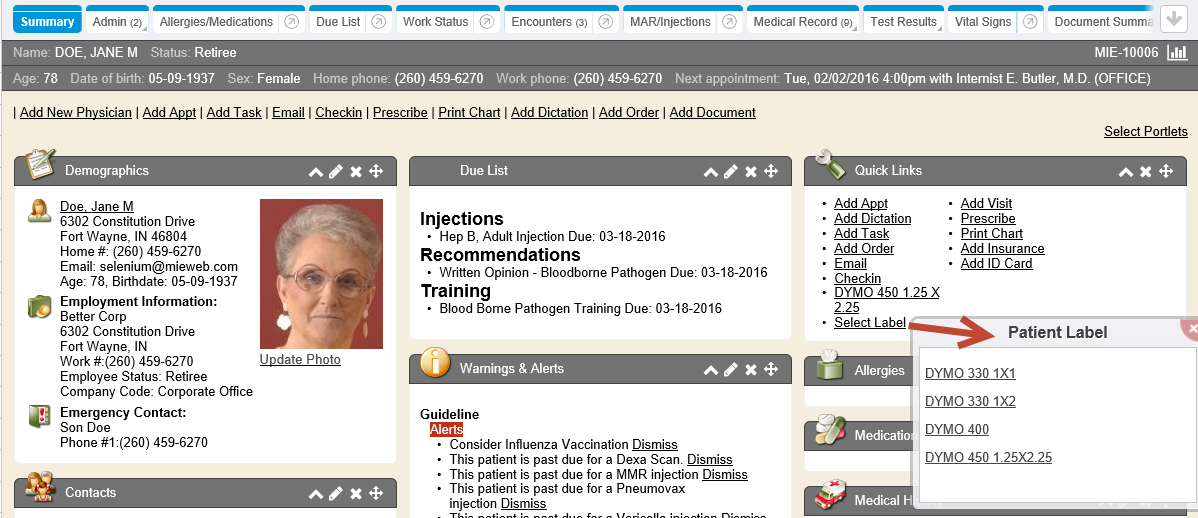 Summary Admin (2) Allergies/Medications Due List Work Status Encounters (3) MAR/Injections Medical Record (9) Test Results Vital Signs Document Summa
Name: DOE, JANE M Status: Retiree MIE-10006
Age: 78 Date of birth: 05-09-1937 Sex: Female Home phone: (260) 459-6270 Work phone: (260) 459-6270 Next appointment: Tue, 02/02/2016 4:00pm with Internist E. Butler, M.D. (OFFICE)
| Add New Physician | Add Appt | Add Task | Email | Checkin | Prescribe | Print Chart | Add Dictation | Add Order | Add Document
Select Portlets
Demographics
Doe, Jane M
6302 Constitution Drive
Fort Wayne, IN 46804
Home #: (260) 459-6270
Email: selenium@mieweb.com
Age: 78, Birthdate: 05-09-1937
Employment Information:
Better Corp
6302 Constitution Drive
Fort Wayne, IN
Work #:(260) 459-6270
Employee Status: Retiree
Company Code: Corporate Office
Emergency Contact:
Son Doe
Phone #1:(260) 459-6270
Update Photo
Contacts
Due List
Injections
• Hep B, Adult Injection Due: 03-18-2016
Recommendations
• Written Opinion - Bloodborne Pathogen Due: 03-18-2016
Training
• Blood Borne Pathogen Training Due: 03-18-2016
Warnings & Alerts
Guideline
Alerts
• Consider Influenza Vaccination Dismiss
• This patient is past due for a Dexa Scan. Dismiss
• This patient is past due for a MMR injection Dismiss
• This patient is past due for a Pneumovax
injection Dismiss
• This patient is past due for a Varicella injection Dismiss
Quick Links
• Add Appt
• Add Dictation
• Add Task
• Add Order
• Email
• Checkin
• DYMO 450 1.25 X
2.25
• Select Label
• Add Visit
• Prescribe
• Print Chart
• Add Insurance
• Add ID Card
Patient Label
DYMO 330 1X1
DYMO 330 1X2
DYMO 400
DYMO 450 1.25X2.25
Allergies
Medication
Medical Hi